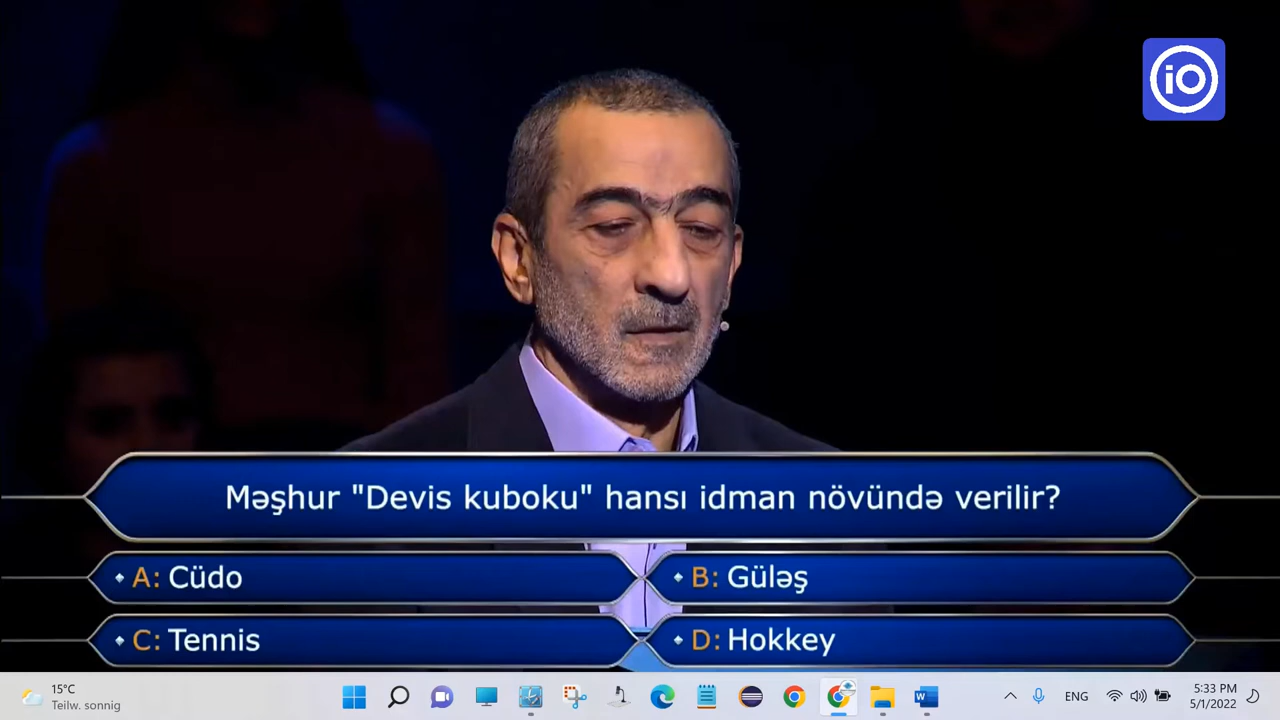 iO
Məşhur "Devis kuboku" hansı idman növündə verilir?
A: Cüdo
B: Güləş
C: Tennis
D: Hokkey
15°C
Teilw. sonnig
ENG
5:33 PM
5/1/2022